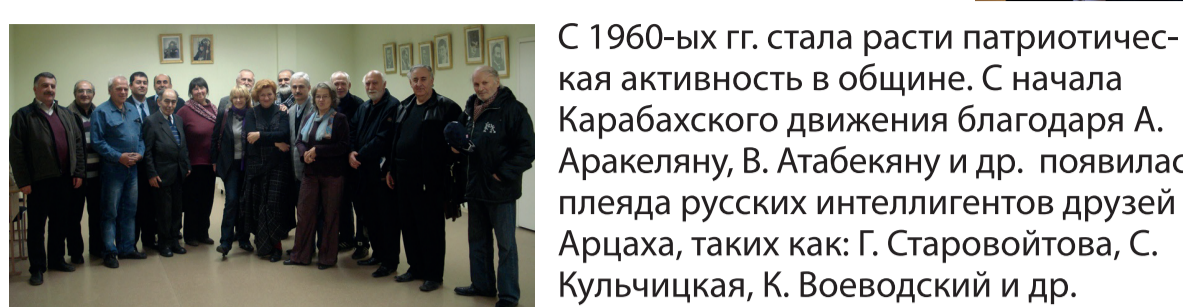 С 1960-ых гг. стала расти патриотичес-
кая активность в общине. С начала
Карабахского движения благодаря А.
Аракеляну, В. Атабекяну и др. появилас
плеяда русских интеллигентов друзей
Арцаха, таких как: Г. Старовойтова, С.
Кульчицкая, К. Воеводский и др.